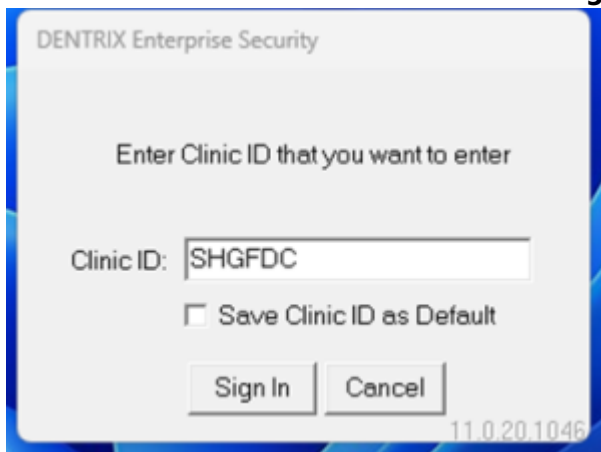 DENTRIX Enterprise Security
Enter Clinic ID that you want to enter
Clinic ID: SHGFDC
Save Clinic ID as Default
Sign In Cancel
11.0.20.1046